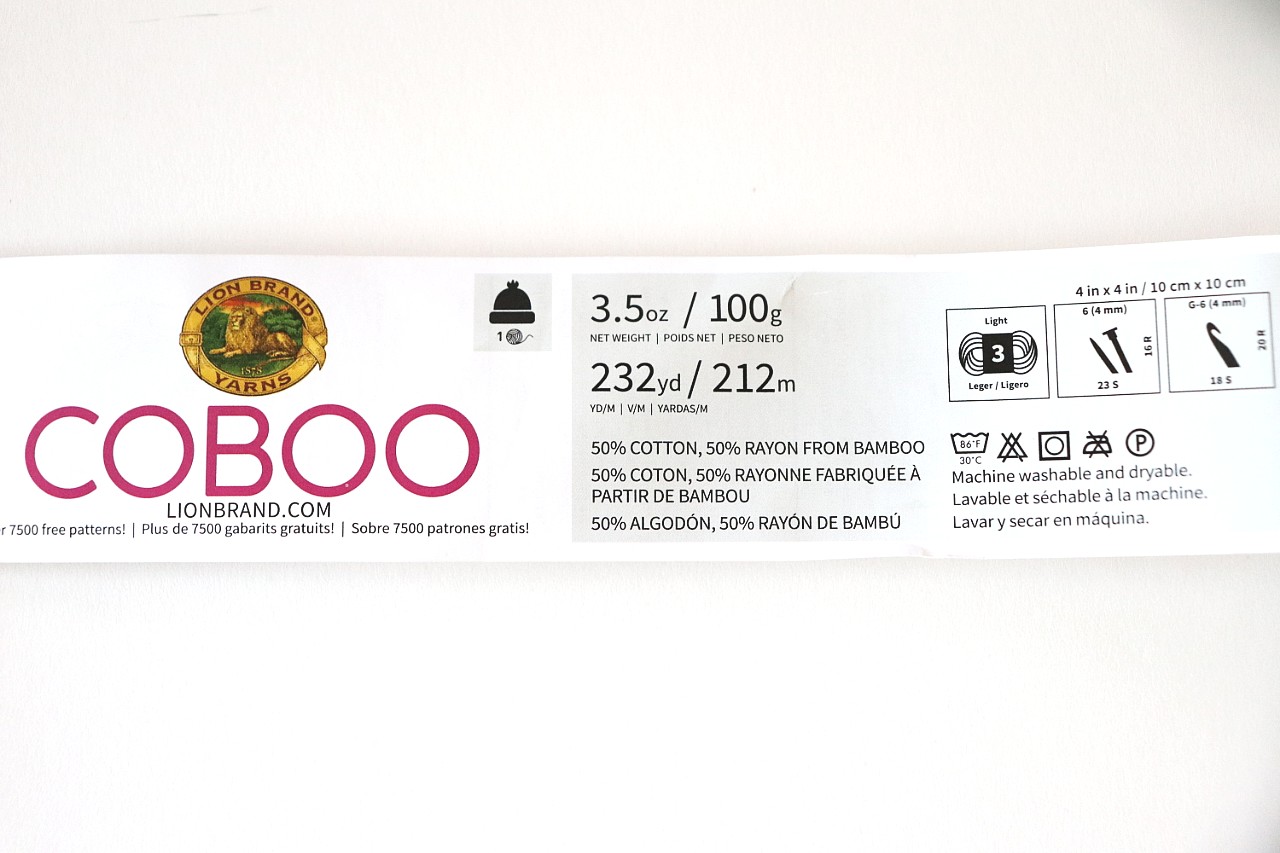 LION BRAND®
1878
YARNS
COBOO
LIONBRAND.COM
7500 free patterns! | Plus de 7500 gabarits gratuits! | Sobre 7500 patrones gratis!
1
3.5oz / 100g
NET WEIGHT | POIDS NET | PESO NETO
232yd / 212m
YD/M | V/M | YARDAS/M
50% COTTON, 50% RAYON FROM BAMBOO
50% COTON, 50% RAYONNE FABRIQUÉE À
PARTIR DE BAMBOU
50% ALGODÓN, 50% RAYÓN DE BAMBÚ
4 in x 4 in / 10 cm x 10 cm
Light
3
Leger / Ligero
6 (4 mm)
16 R
23 S
G-6 (4 mm)
20 R
18 S
86°F
30°C
P
Machine washable and dryable.
Lavable et séchable à la machine.
Lavar y secar en máquina.